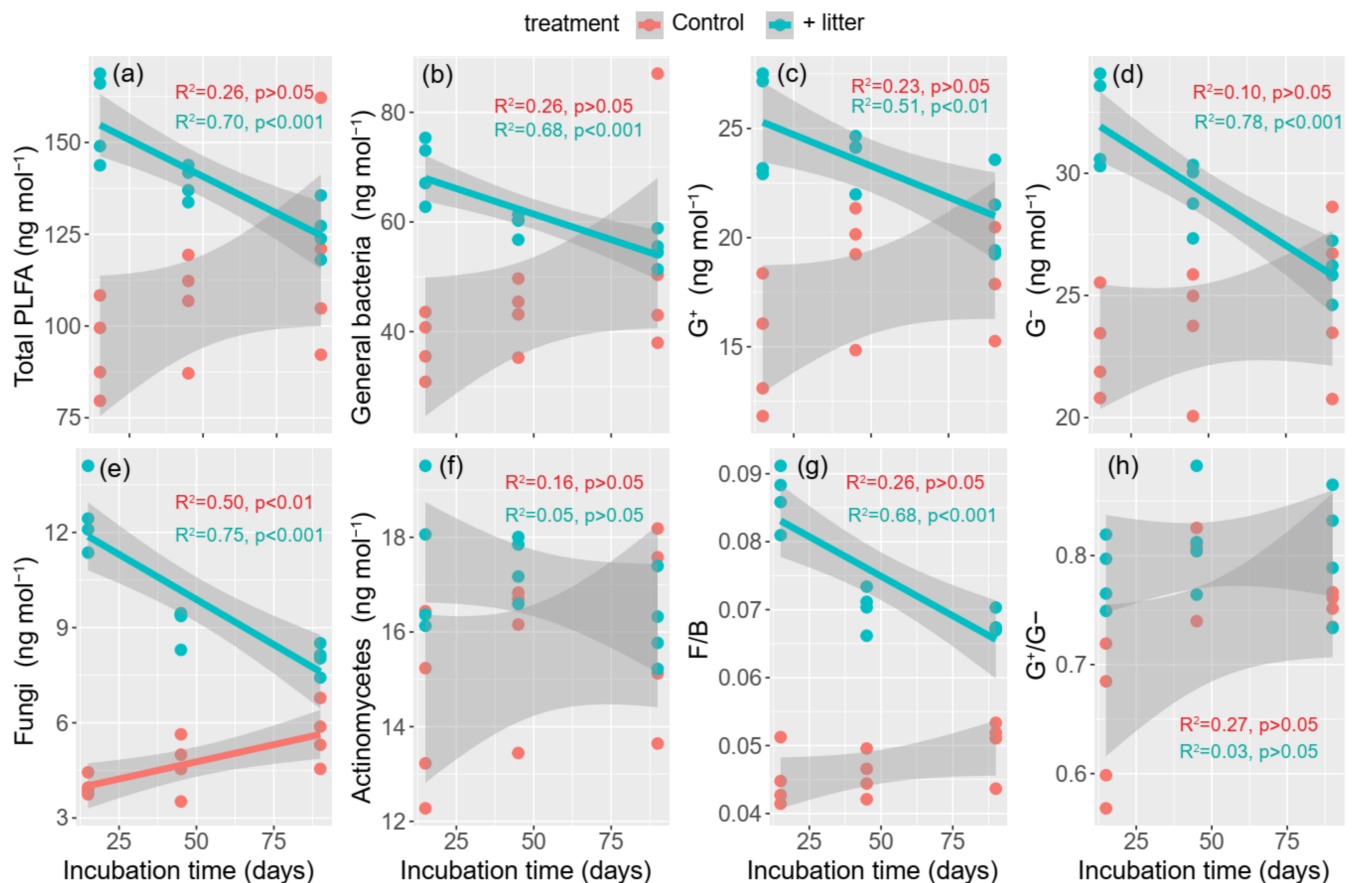 treatment Control + litter
(a)
R²=0.26, p>0.05
R²=0.70, p<0.001
Total PLFA (ng mol⁻¹)
150
125
100
75
(b)
R²=0.26, p>0.05
R²=0.68, p<0.001
General bacteria (ng mol⁻¹)
80
60
40
(c)
R²=0.23, p>0.05
R²=0.51, p<0.01
G⁺ (ng mol⁻¹)
25
20
15
(d)
R²=0.10, p>0.05
R²=0.78, p<0.001
G⁻ (ng mol⁻¹)
30
25
20
(e)
R²=0.50, p<0.01
R²=0.75, p<0.001
Fungi (ng mol⁻¹)
12
9
6
3
25 50 75
Incubation time (days)
(f)
R²=0.16, p>0.05
R²=0.05, p>0.05
Actinomycetes (ng mol⁻¹)
18
16
14
12
25 50 75
Incubation time (days)
(g)
R²=0.26, p>0.05
R²=0.68, p<0.001
F/B
0.09
0.08
0.07
0.06
0.05
0.04
25 50 75
Incubation time (days)
(h)
G⁺/G−
0.8
0.7
0.6
R²=0.27, p>0.05
R²=0.03, p>0.05
25 50 75
Incubation time (days)